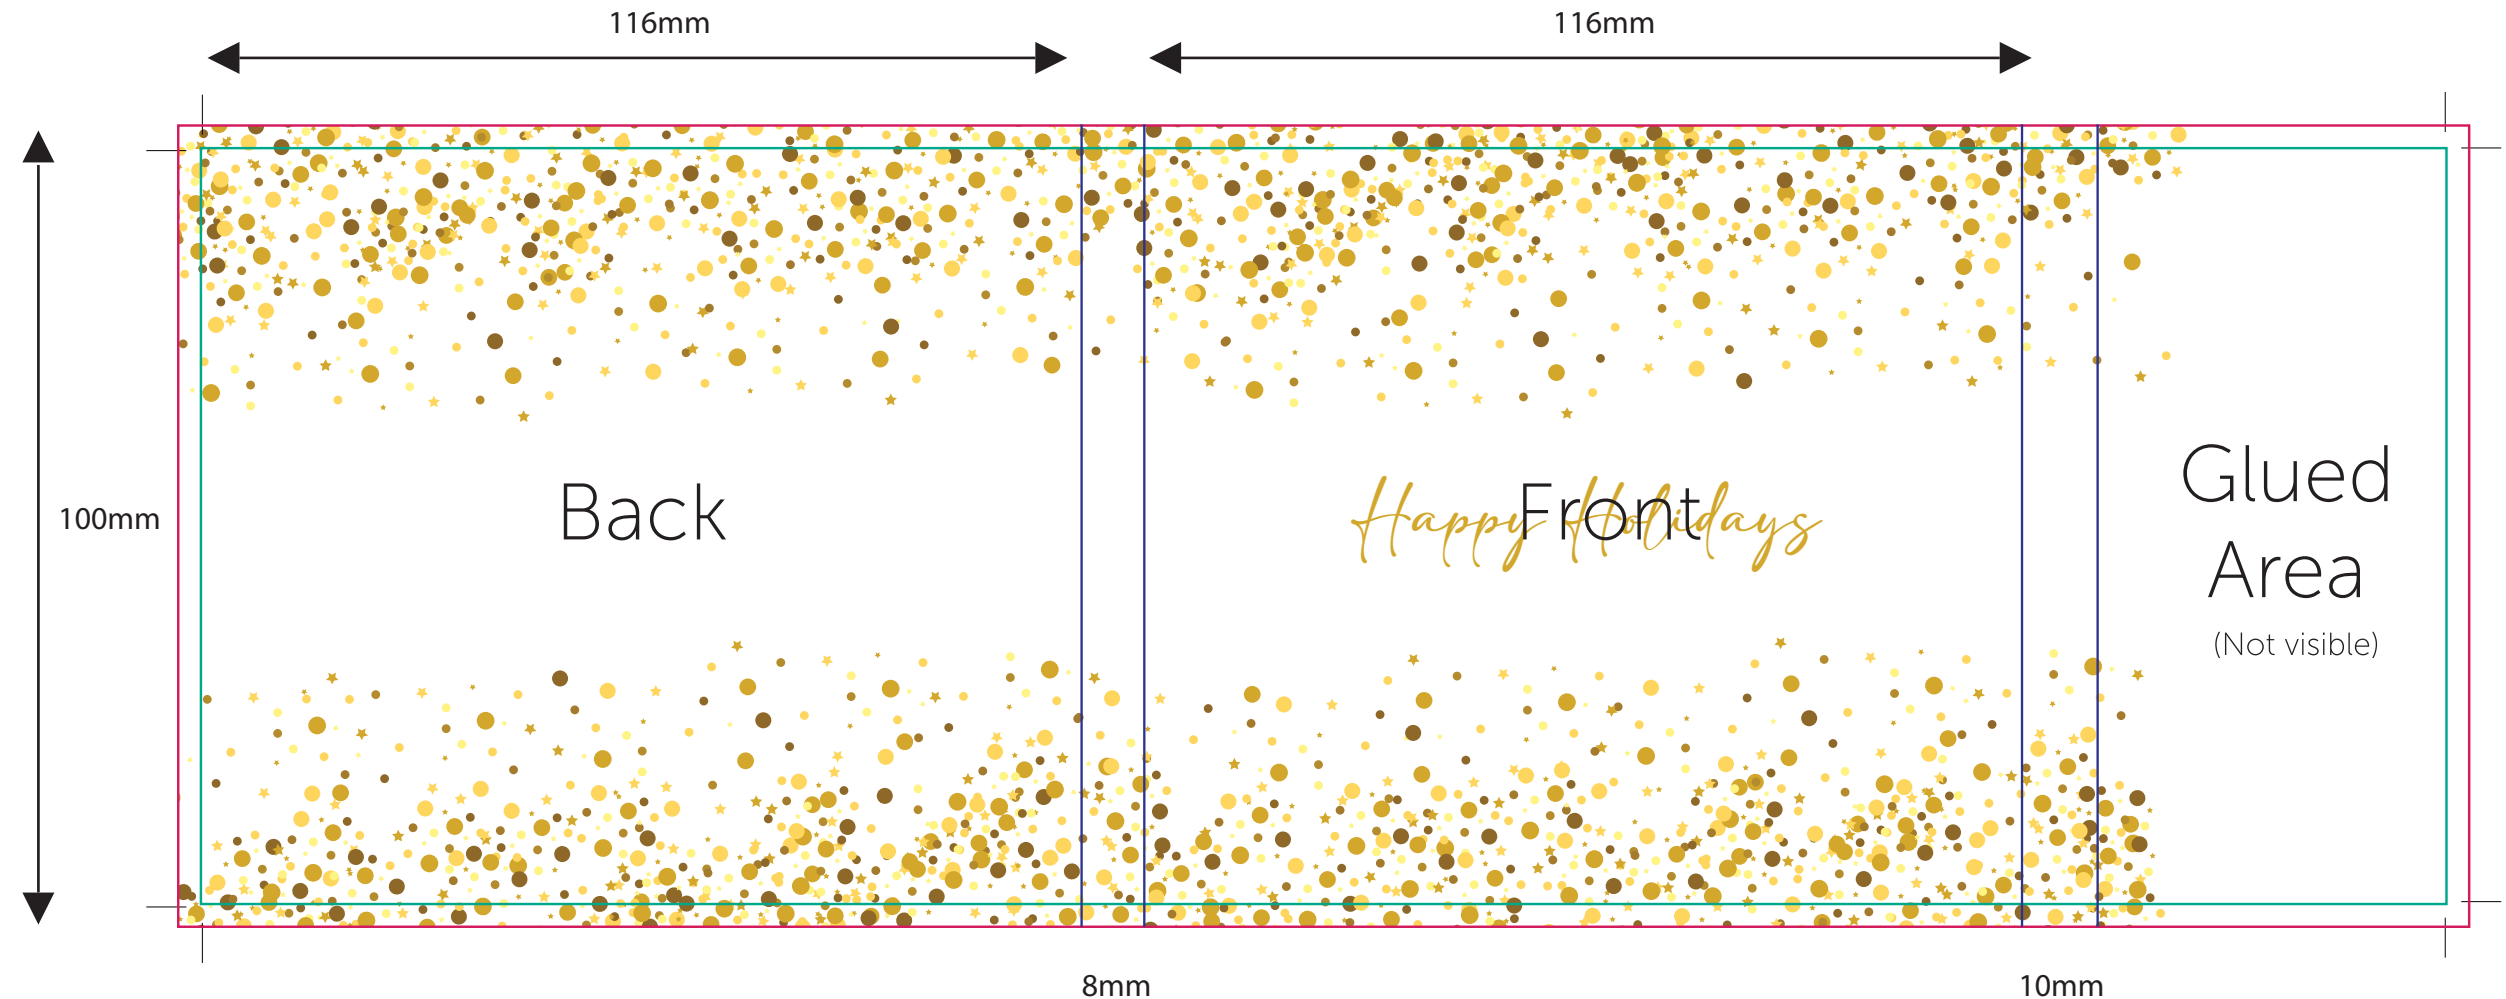 116mm
116mm
100mm
Back
Happy Holidays
Front
Glued
Area
(Not visible)
8mm
10mm